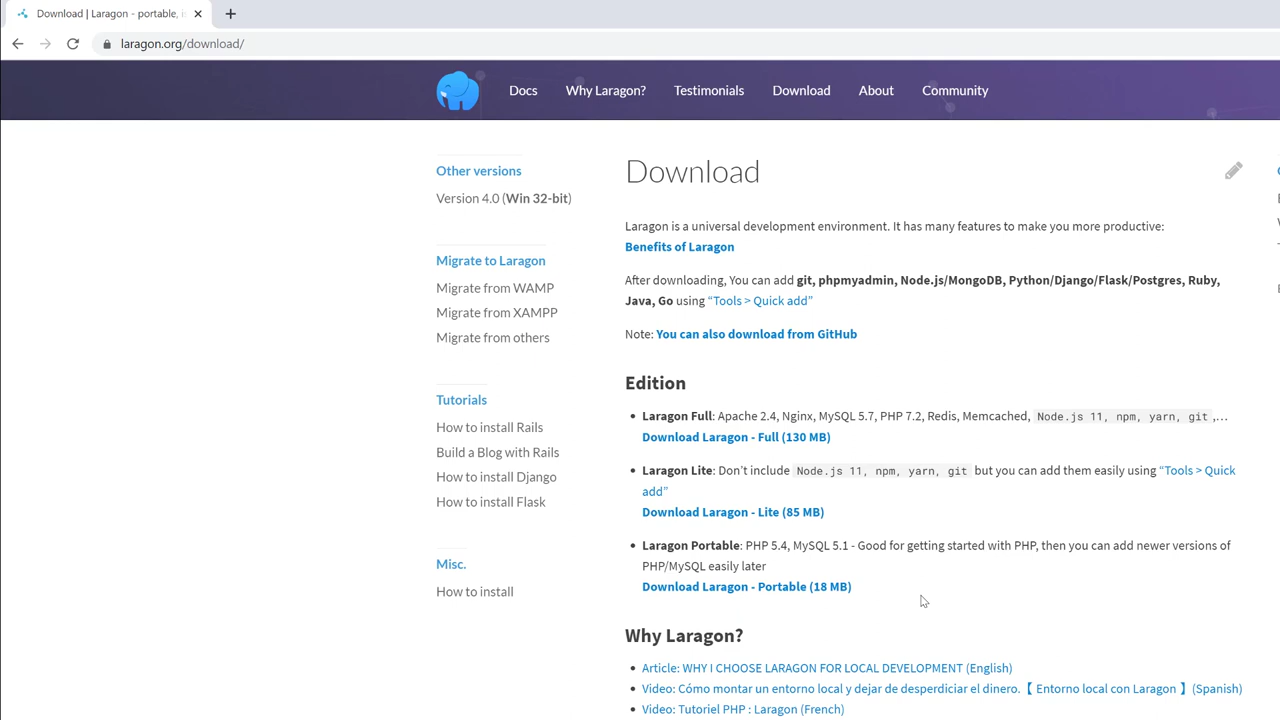 Download | Laragon - portable, i
laragon.org/download/
Docs
Why Laragon?
Testimonials
Download
About
Community
Other versions
Version 4.0 (Win 32-bit)
Migrate to Laragon
Migrate from WAMP
Migrate from XAMPP
Migrate from others
Tutorials
How to install Rails
Build a Blog with Rails
How to install Django
How to install Flask
Misc.
How to install
Download
Laragon is a universal development environment. It has many features to make you more productive:
Benefits of Laragon
After downloading, You can add git, phpmyadmin, Node.js/MongoDB, Python/Django/Flask/Postgres, Ruby,
Java, Go using “Tools > Quick add”
Note: You can also download from GitHub
Edition
Laragon Full: Apache 2.4, Nginx, MySQL 5.7, PHP 7.2, Redis, Memcached, Node.js 11, npm, yarn, git ,…
Download Laragon - Full (130 MB)
Laragon Lite: Don’t include Node.js 11, npm, yarn, git but you can add them easily using “Tools > Quick
add”
Download Laragon - Lite (85 MB)
Laragon Portable: PHP 5.4, MySQL 5.1 - Good for getting started with PHP, then you can add newer versions of
PHP/MySQL easily later
Download Laragon - Portable (18 MB)
Why Laragon?
Article: WHY I CHOOSE LARAGON FOR LOCAL DEVELOPMENT (English)
Video: Cómo montar un entorno local y dejar de desperdiciar el dinero.【 Entorno local con Laragon 】(Spanish)
Video: Tutoriel PHP : Laragon (French)